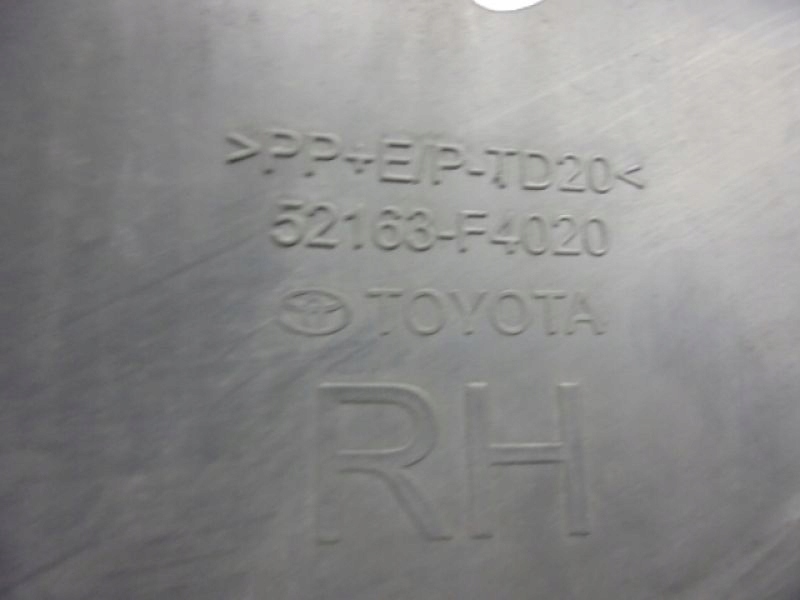 >PP+E/P-TD20<
52163-F4020
TOYOTA
RH